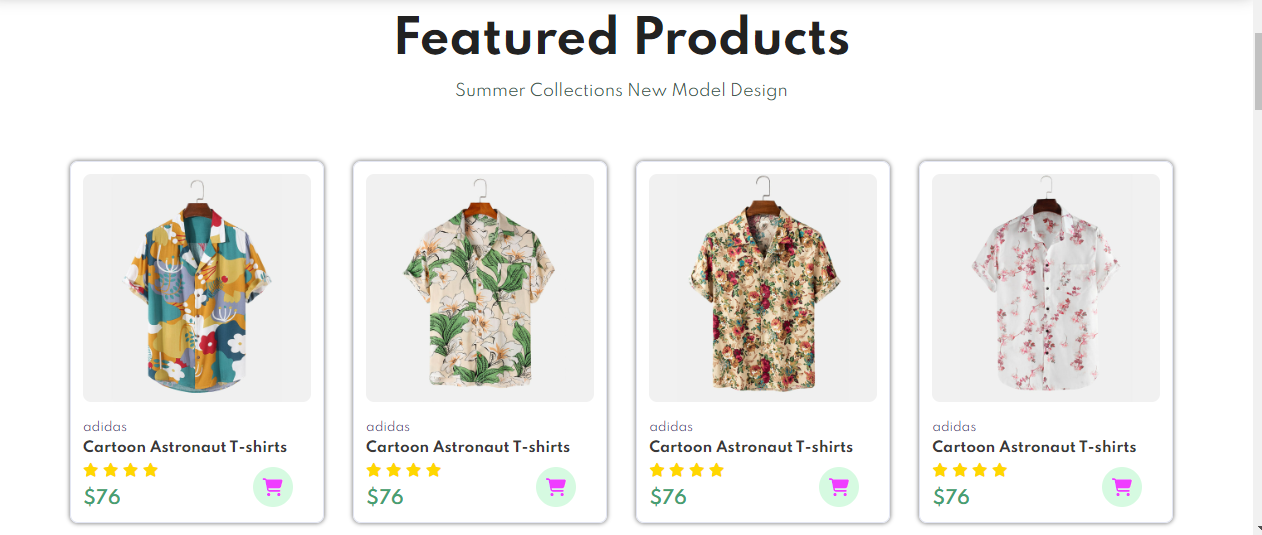 Featured Products
Summer Collections New Model Design
adidas
Cartoon Astronaut T-shirts
$76
adidas
Cartoon Astronaut T-shirts
$76
adidas
Cartoon Astronaut T-shirts
$76
adidas
Cartoon Astronaut T-shirts
$76